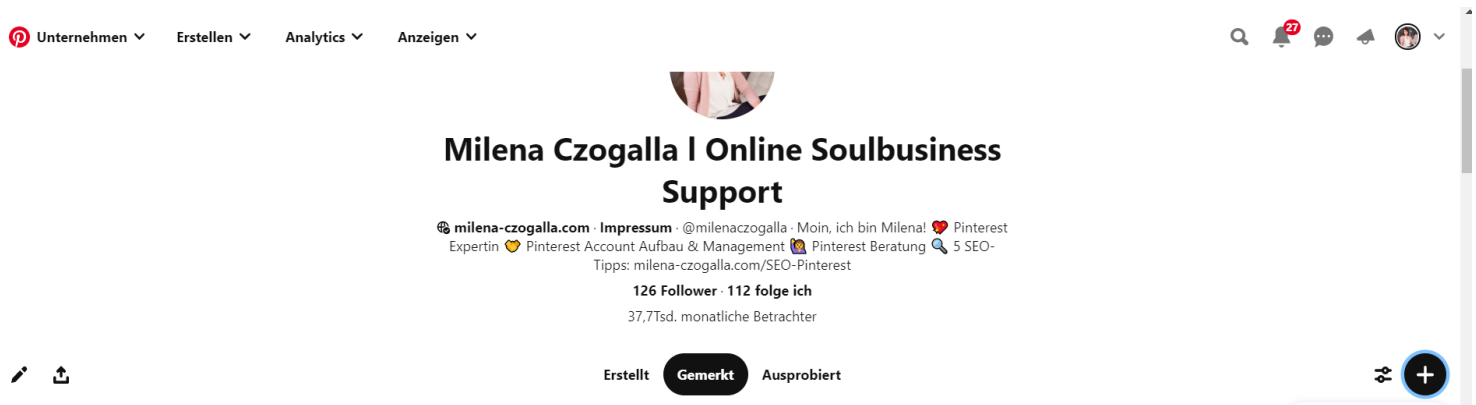 Unternehmen Erstellen Analytics Anzeigen 27
Milena Czogalla l Online Soulbusiness
Support
milena-czogalla.com · Impressum · @milenaczogalla · Moin, ich bin Milena! 💖 Pinterest
Expertin 🤝 Pinterest Account Aufbau & Management 🙋 Pinterest Beratung 🔍 5 SEO-
Tipps: milena-czogalla.com/SEO-Pinterest
126 Follower · 112 folge ich
37,7Tsd. monatliche Betrachter
Erstellt Gemerkt Ausprobiert